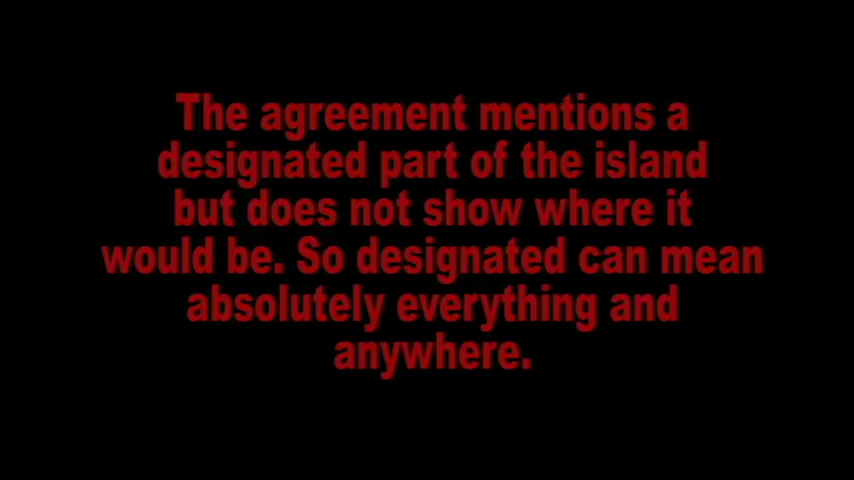 The agreement mentions a
designated part of the island
but does not show where it
would be. So designated can mean
absolutely everything and
anywhere.